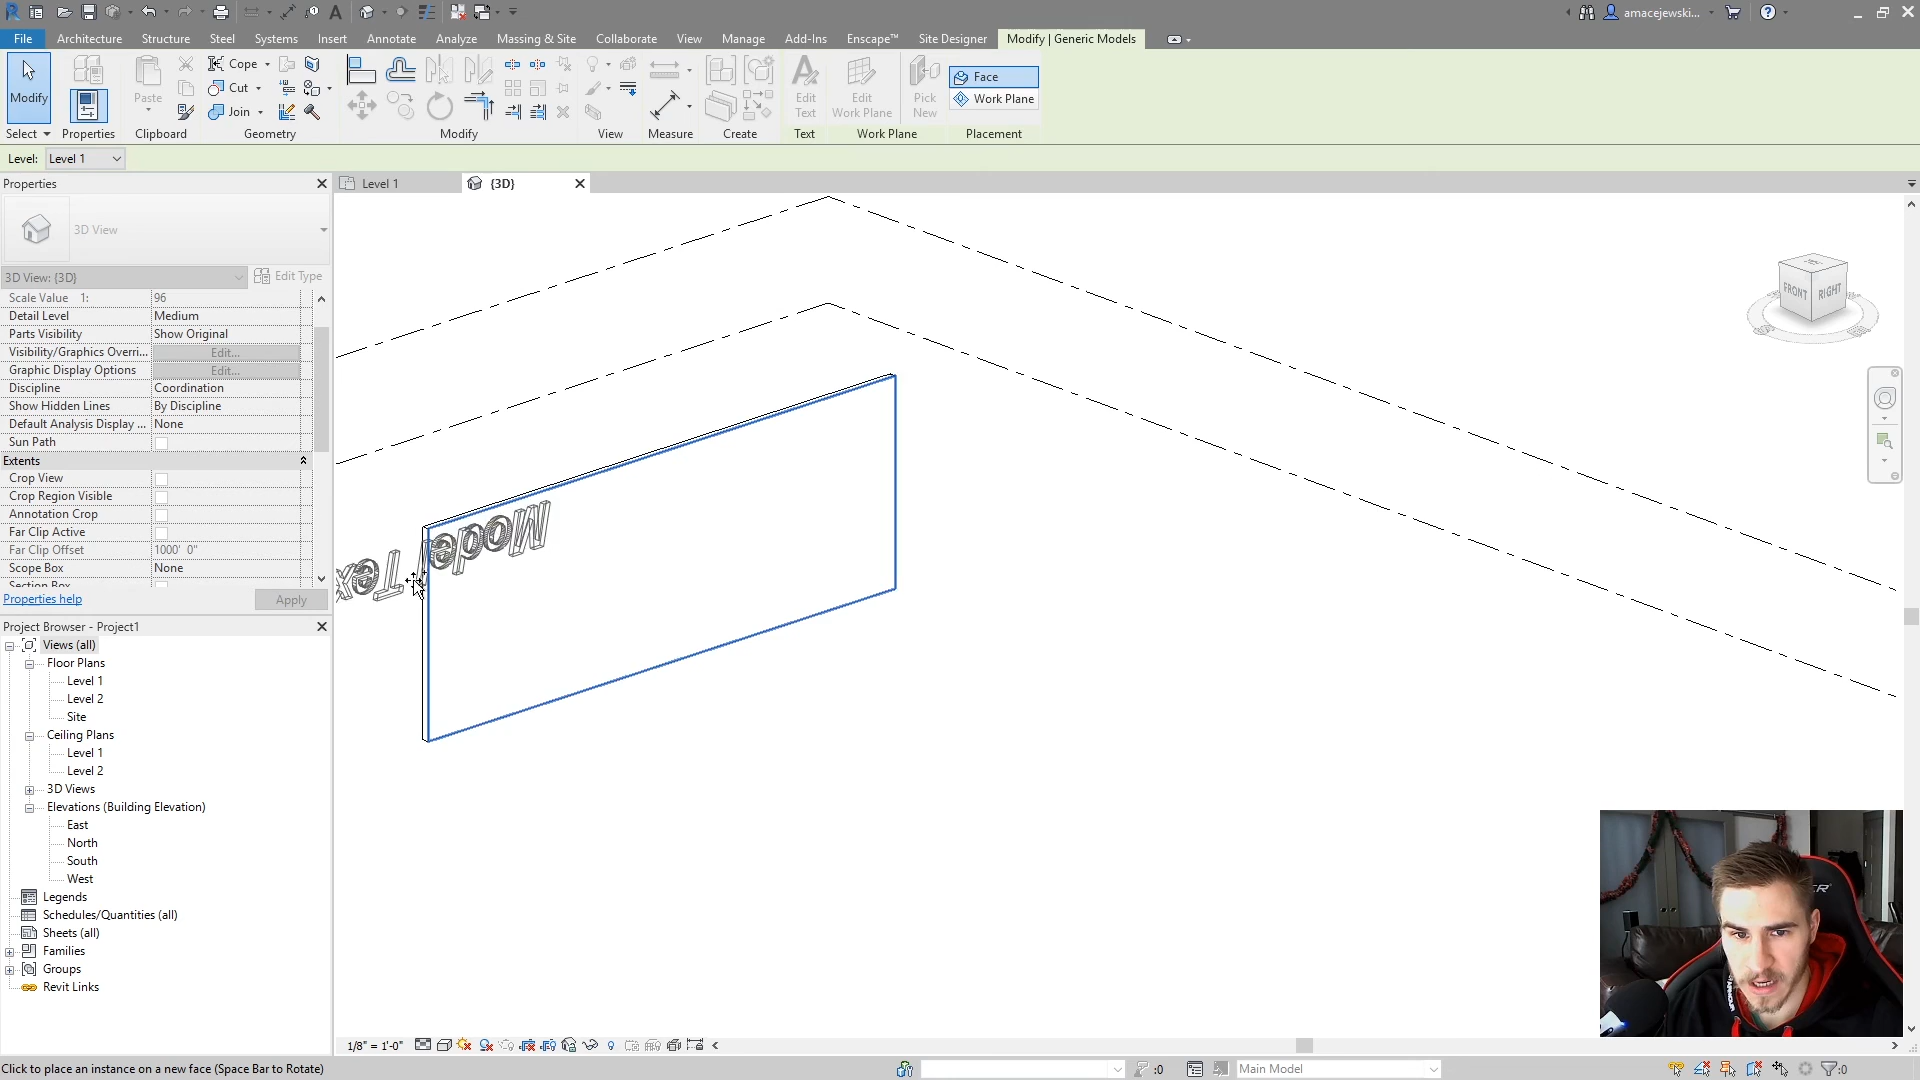 amacejewski...
File Architecture Structure Steel Systems Insert Annotate Analyze Massing & Site Collaborate View Manage Add-Ins Enscape™ Site Designer Modify | Generic Models
Modify
Select
Properties
Paste
Clipboard
Cope
Cut
Join
Geometry
Modify
View
Measure
Create
Edit
Text
Text
Edit
Work Plane
Work Plane
Pick
New
Face
Work Plane
Placement
Level: Level 1
Properties
3D View
3D View: {3D}
Edit Type
Scale Value 1: 96
Detail Level Medium
Parts Visibility Show Original
Visibility/Graphics Overri... Edit...
Graphic Display Options Edit...
Discipline Coordination
Show Hidden Lines By Discipline
Default Analysis Display ... None
Sun Path
Extents
Crop View
Crop Region Visible
Annotation Crop
Far Clip Active
Far Clip Offset 1000' 0"
Scope Box None
Section Box
Properties help
Apply
Project Browser - Project1
Views (all)
Floor Plans
Level 1
Level 2
Site
Ceiling Plans
Level 1
Level 2
3D Views
Elevations (Building Elevation)
East
North
South
West
Legends
Schedules/Quantities (all)
Sheets (all)
Families
Groups
Revit Links
Level 1
{3D}
Model Tex
FRONT
RIGHT
1/8" = 1'-0"
Click to place an instance on a new face (Space Bar to Rotate)
:0
Main Model
:0